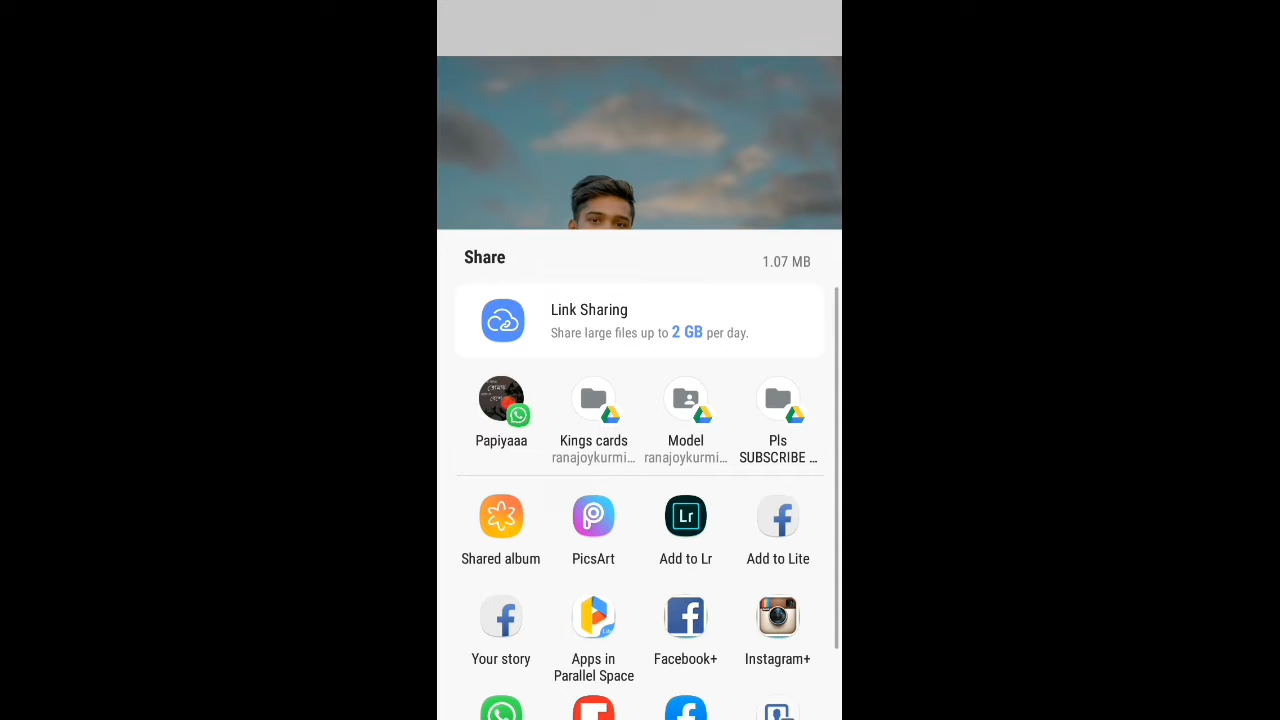 Share
1.07 MB
Link Sharing
Share large files up to 2 GB per day.
Papiyaaa
Kings cards
ranajoykurmi...
Model
ranajoykurmi...
Pls
SUBSCRIBE ...
Shared album
PicsArt
Lr
Add to Lr
Add to Lite
Your story
Apps in
Parallel Space
Facebook+
Instagram+